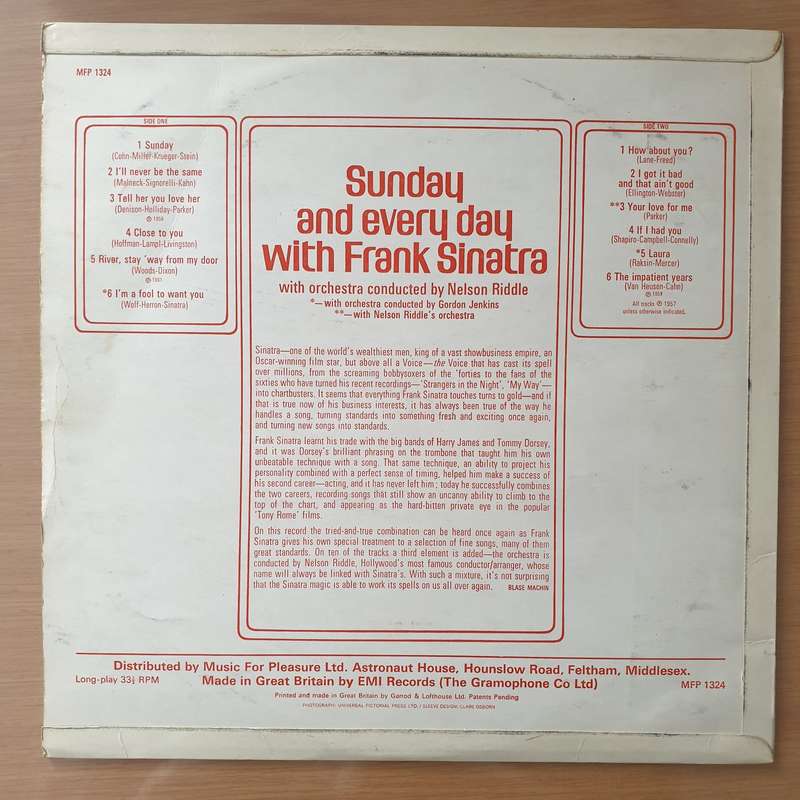 MFP 1324
SIDE ONE
1 Sunday
(Cohn-Miller-Krueger-Stein)
2 I'll never be the same
(Malneck-Signorelli-Kahn)
3 Tell her you love her
(Denison-Holliday-Parker)
℗ 1958
4 Close to you
(Hoffman-Lampl-Livingston)
5 River, stay 'way from my door
(Woods-Dixon)
*6 I'm a fool to want you
(Wolf-Herron-Sinatra)
Sunday
and every day
with Frank Sinatra
with orchestra conducted by Nelson Riddle
*—with orchestra conducted by Gordon Jenkins
**—with Nelson Riddle's orchestra
Sinatra—one of the world's wealthiest men, king of a vast showbusiness empire, an
Oscar-winning film star, but above all a Voice—the Voice that has cast its spell
over millions, from the screaming bobbysoxers of the 'forties to the fans of the
sixties who have turned his recent recordings—'Strangers in the Night', 'My Way'—
into chartbusters. It seems that everything Frank Sinatra touches turns to gold—and if
that is true now of his business interests, it has always been true of the way he
handles a song, turning standards into something fresh and exciting once again,
and turning new songs into standards.
Frank Sinatra learnt his trade with the big bands of Harry James and Tommy Dorsey,
and it was Dorsey's brilliant phrasing on the trombone that taught him his own
unbeatable technique with a song. That same technique, an ability to project his
personality combined with a perfect sense of timing, helped him make a success of
his second career—acting, and it has never left him; today he successfully combines
the two careers, recording songs that still show an uncanny ability to climb to the
top of the chart, and appearing as the hard-bitten private eye in the popular
'Tony Rome' films.
On this record the tried-and-true combination can be heard once again as Frank
Sinatra gives his own special treatment to a selection of fine songs, many of them
great standards. On ten of the tracks a third element is added—the orchestra is
conducted by Nelson Riddle, Hollywood's most famous conductor/arranger, whose
name will always be linked with Sinatra's. With such a mixture, it's not surprising
that the Sinatra magic is able to work its spells on us all over again. BLASE MACHIN
SIDE TWO
1 How about you?
(Lane-Freed)
2 I got it bad
and that ain't good
(Ellington-Webster)
**3 Your love for me
(Parker)
4 If I had you
(Shapiro-Campbell-Connelly)
*5 Laura
(Raksin-Mercer)
6 The impatient years
(Van Heusen-Cahn)
All tracks ℗ 1957
unless otherwise indicated.
Distributed by Music For Pleasure Ltd. Astronaut House, Hounslow Road, Feltham, Middlesex.
Long-play 33⅓ RPM Made in Great Britain by EMI Records (The Gramophone Co Ltd) MFP 1324
Printed and made in Great Britain by Garrod & Lofthouse Ltd. Patents Pending
PHOTOGRAPH: UNIVERSAL PICTORIAL PRESS LTD. / SLEEVE DESIGN: CLARE OSBORN